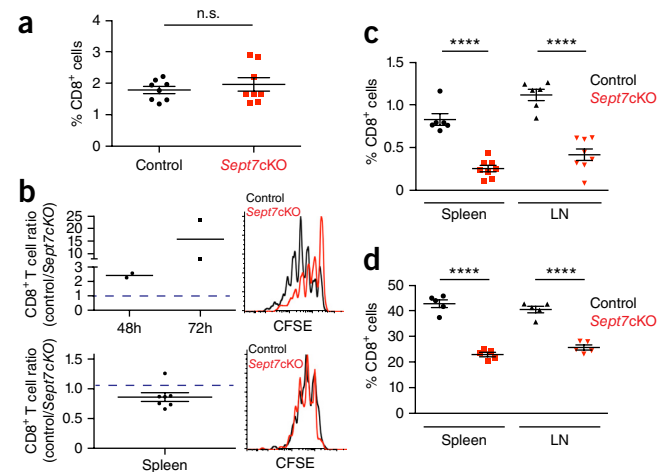 a
n.s.
% CD8⁺ cells
4
3
2
1
0
Control
Sept7cKO
b
CD8⁺ T cell ratio
(control/Sept7cKO)
25
20
15
10
5
4
3
2
1
0
48h
72h
Control
Sept7cKO
CFSE
CD8⁺ T cell ratio
(control/Sept7cKO)
1.5
1.0
0.5
0
Spleen
Control
Sept7cKO
CFSE
c
****
****
% CD8⁺ cells
1.5
1.0
0.5
0
Control
Sept7cKO
Spleen
LN
d
****
****
% CD8⁺ cells
50
40
30
20
10
0
Control
Sept7cKO
Spleen
LN